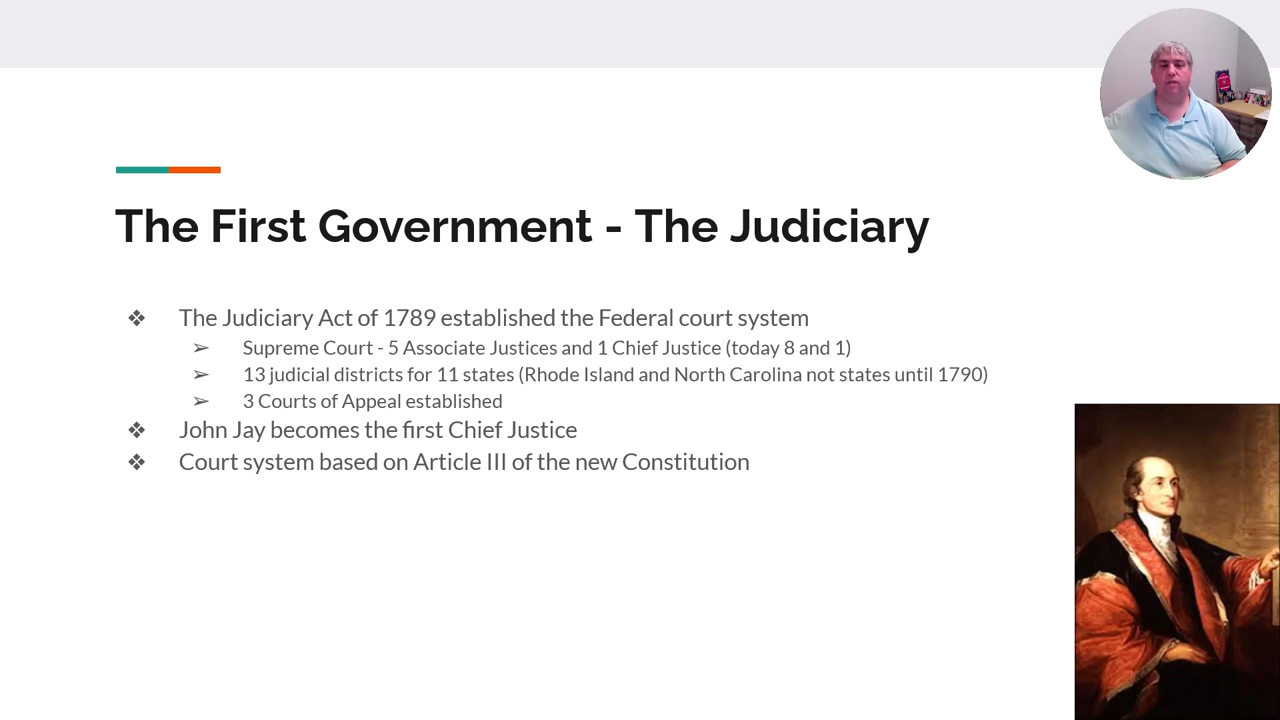 The First Government - The Judiciary
❖ The Judiciary Act of 1789 established the Federal court system
➢ Supreme Court - 5 Associate Justices and 1 Chief Justice (today 8 and 1)
➢ 13 judicial districts for 11 states (Rhode Island and North Carolina not states until 1790)
➢ 3 Courts of Appeal established
❖ John Jay becomes the first Chief Justice
❖ Court system based on Article III of the new Constitution